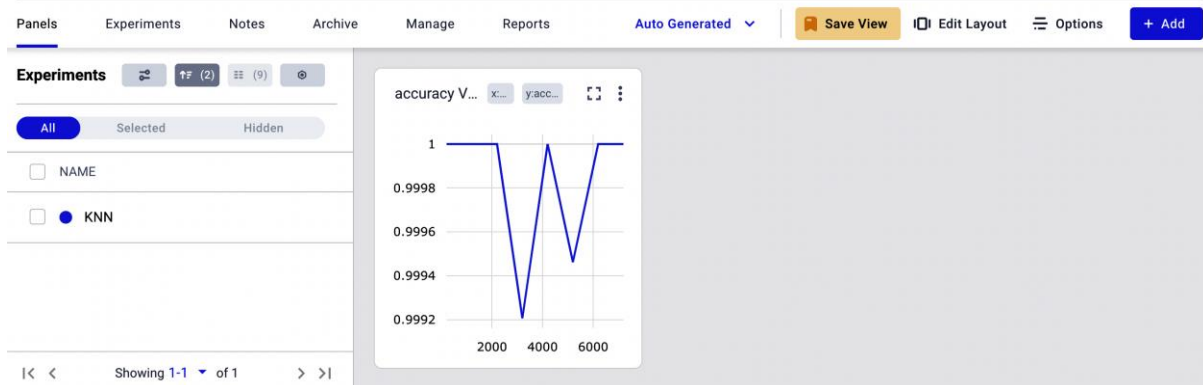 Panels Experiments Notes Archive Manage Reports Auto Generated Save View Edit Layout Options + Add
Experiments (2) (9)
All Selected Hidden
NAME
KNN
Showing 1-1 of 1
accuracy V... x:... y:acc...
1
0.9998
0.9996
0.9994
0.9992
2000 4000 6000